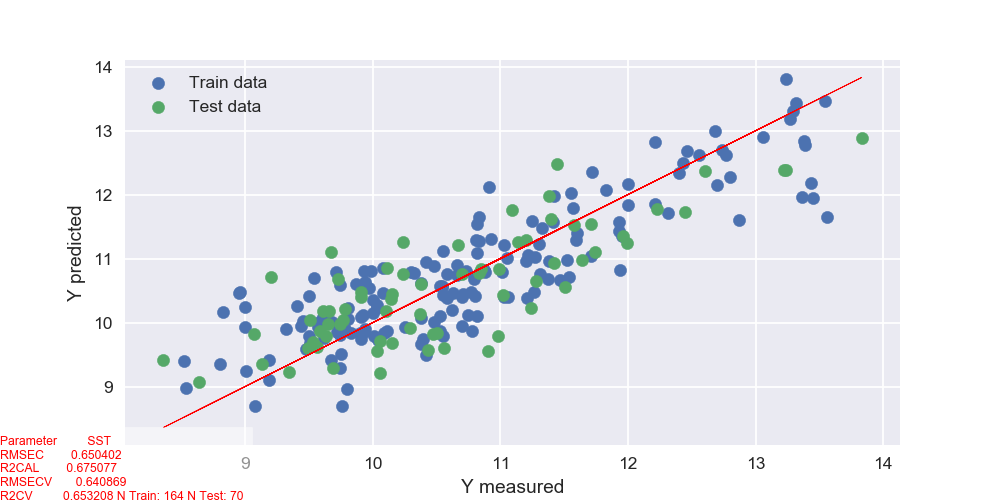 14
13
12
11
10
9
Train data
Test data
Y predicted
9 10 11 12 13 14
Y measured
Parameter SST
RMSEC 0.650402
R2CAL 0.675077
RMSECV 0.640869
R2CV 0.653208 N Train: 164 N Test: 70